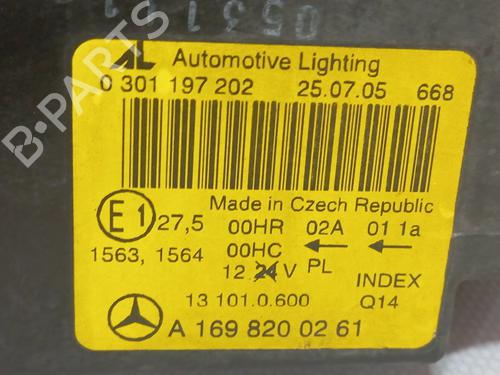 AL Automotive Lighting
0 301 197 202 25.07.05 668
Made in Czech Republic
E1 27,5 00HR 02A 01 1a
1563, 1564 00HC ← ←
12 24 V PL INDEX
13 101.0.600 Q14
A 169 820 02 61
B-PARTS